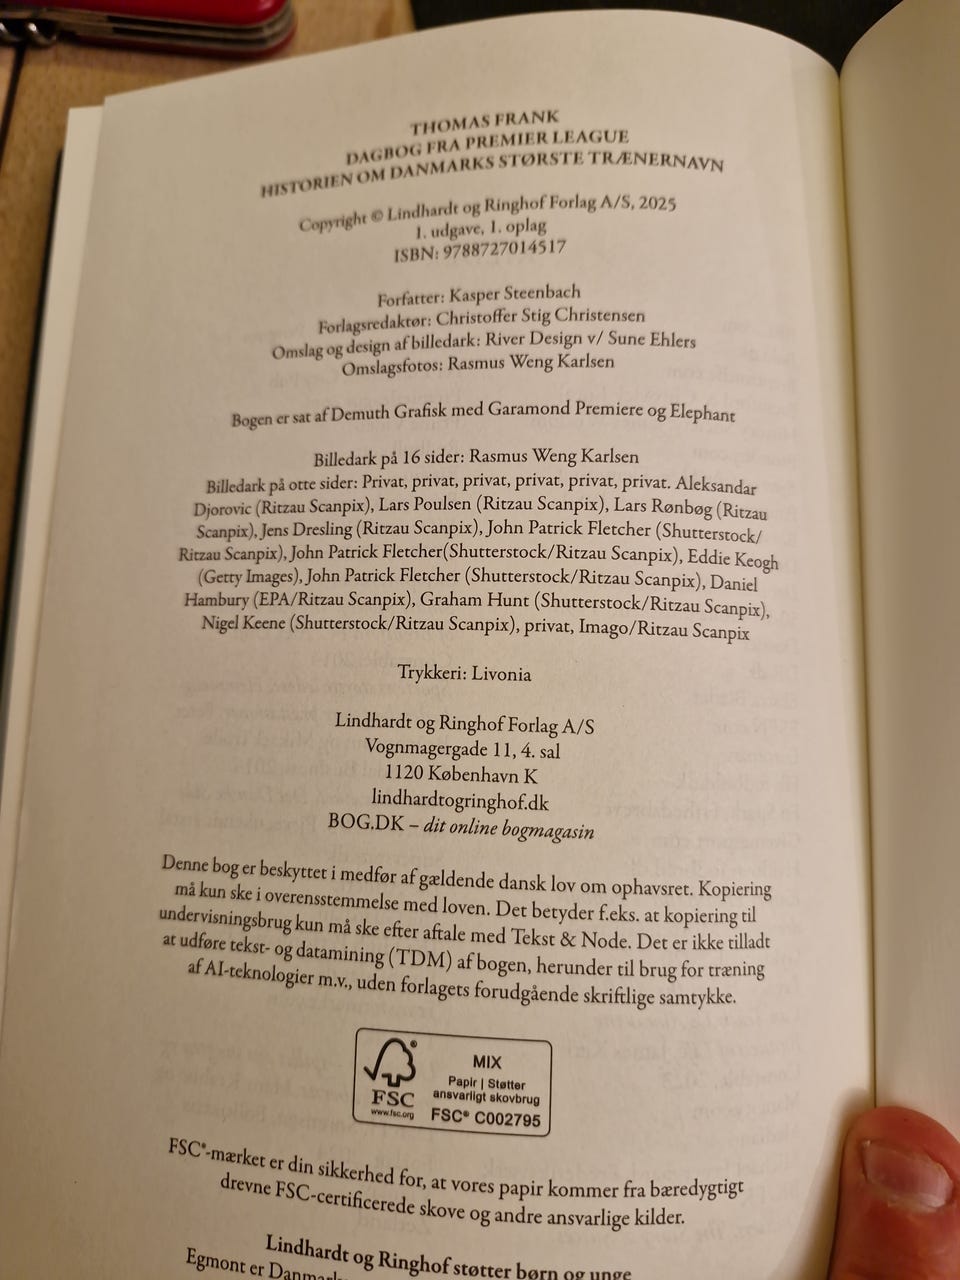 THOMAS FRANK
DAGBOG FRA PREMIER LEAGUE
HISTORIEN OM DANMARKS STØRSTE TRÆNERNAVN
Copyright © Lindhardt og Ringhof Forlag A/S, 2025
1. udgave, 1. oplag
ISBN: 9788727014517
Forfatter: Kasper Steenbach
Forlagsredaktør: Christoffer Stig Christensen
Omslag og design af billedark: River Design v/ Sune Ehlers
Omslagsfotos: Rasmus Weng Karlsen
Bogen er sat af Demuth Grafisk med Garamond Premiere og Elephant
Billedark på 16 sider: Rasmus Weng Karlsen
Billedark på otte sider: Privat, privat, privat, privat, privat, privat. Aleksandar
Djorovic (Ritzau Scanpix), Lars Poulsen (Ritzau Scanpix), Lars Rønbøg (Ritzau
Scanpix), Jens Dresling (Ritzau Scanpix), John Patrick Fletcher (Shutterstock/
Ritzau Scanpix), John Patrick Fletcher(Shutterstock/Ritzau Scanpix), Eddie Keogh
(Getty Images), John Patrick Fletcher (Shutterstock/Ritzau Scanpix), Daniel
Hambury (EPA/Ritzau Scanpix), Graham Hunt (Shutterstock/Ritzau Scanpix),
Nigel Keene (Shutterstock/Ritzau Scanpix), privat, Imago/Ritzau Scanpix
Trykkeri: Livonia
Lindhardt og Ringhof Forlag A/S
Vognmagergade 11, 4. sal
1120 København K
lindhardtogringhof.dk
BOG.DK – dit online bogmagasin
Denne bog er beskyttet i medfør af gældende dansk lov om ophavsret. Kopiering
må kun ske i overensstemmelse med loven. Det betyder f.eks. at kopiering til
undervisningsbrug kun må ske efter aftale med Tekst & Node. Det er ikke tilladt
at udføre tekst- og datamining (TDM) af bogen, herunder til brug for træning
af AI-teknologier m.v., uden forlagets forudgående skriftlige samtykke.
FSC®
www.fsc.org
MIX
Papir | Støtter
ansvarligt skovbrug
FSC® C002795
FSC®-mærket er din sikkerhed for, at vores papir kommer fra bæredygtigt
drevne FSC-certificerede skove og andre ansvarlige kilder.
Lindhardt og Ringhof støtter børn og unge
Egmont er